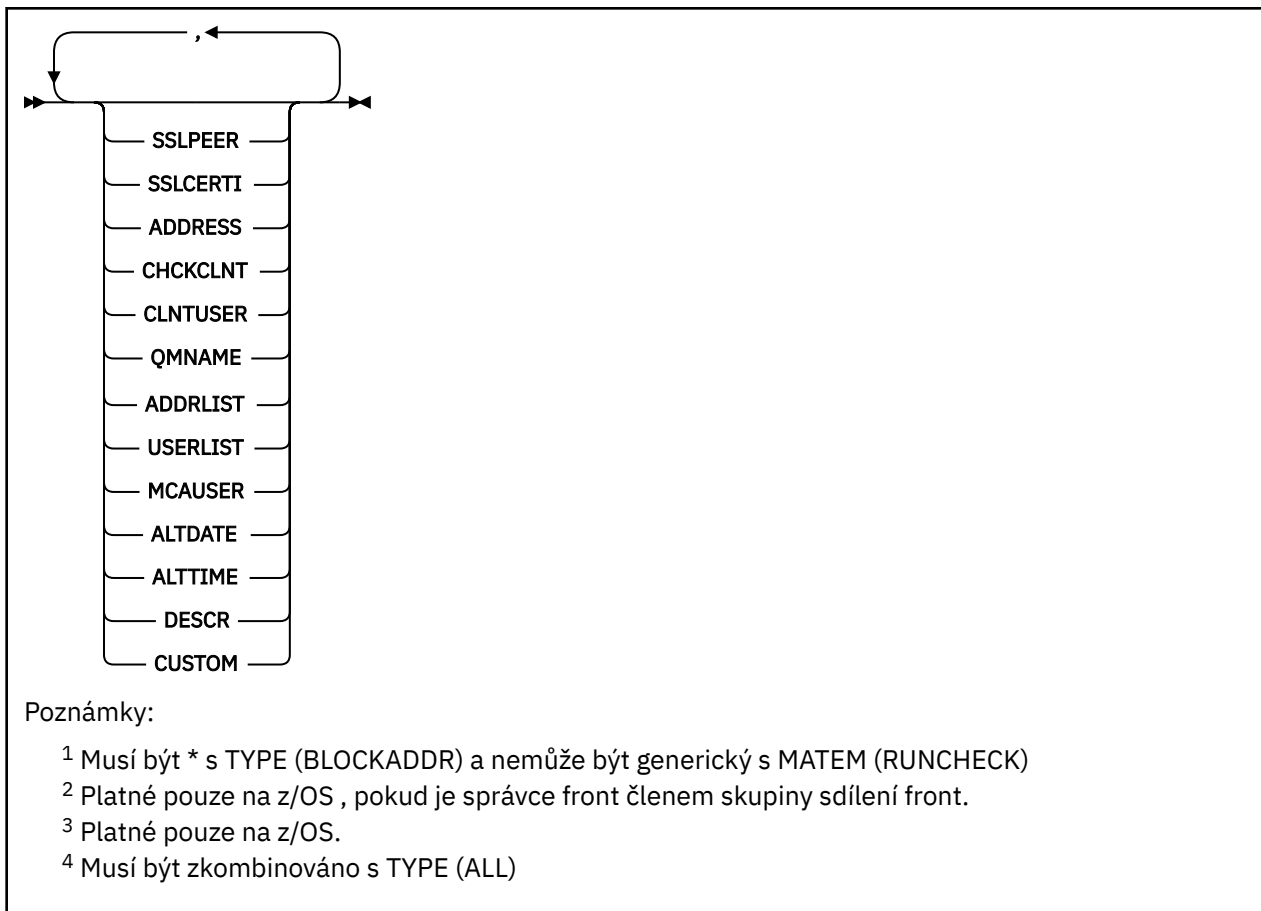 ,
SSLPEER
SSLCERTI
ADDRESS
CHCKCLNT
CLNTUSER
QMNAME
ADDRLIST
USERLIST
MCAUSER
ALTDATE
ALTTIME
DESCR
CUSTOM
Poznámky:
1 Musí být * s TYPE (BLOCKADDR) a nemůže být generický s MATEM (RUNCHECK)
2 Platné pouze na z/OS , pokud je správce front členem skupiny sdílení front.
3 Platné pouze na z/OS.
4 Musí být zkombinováno s TYPE (ALL)